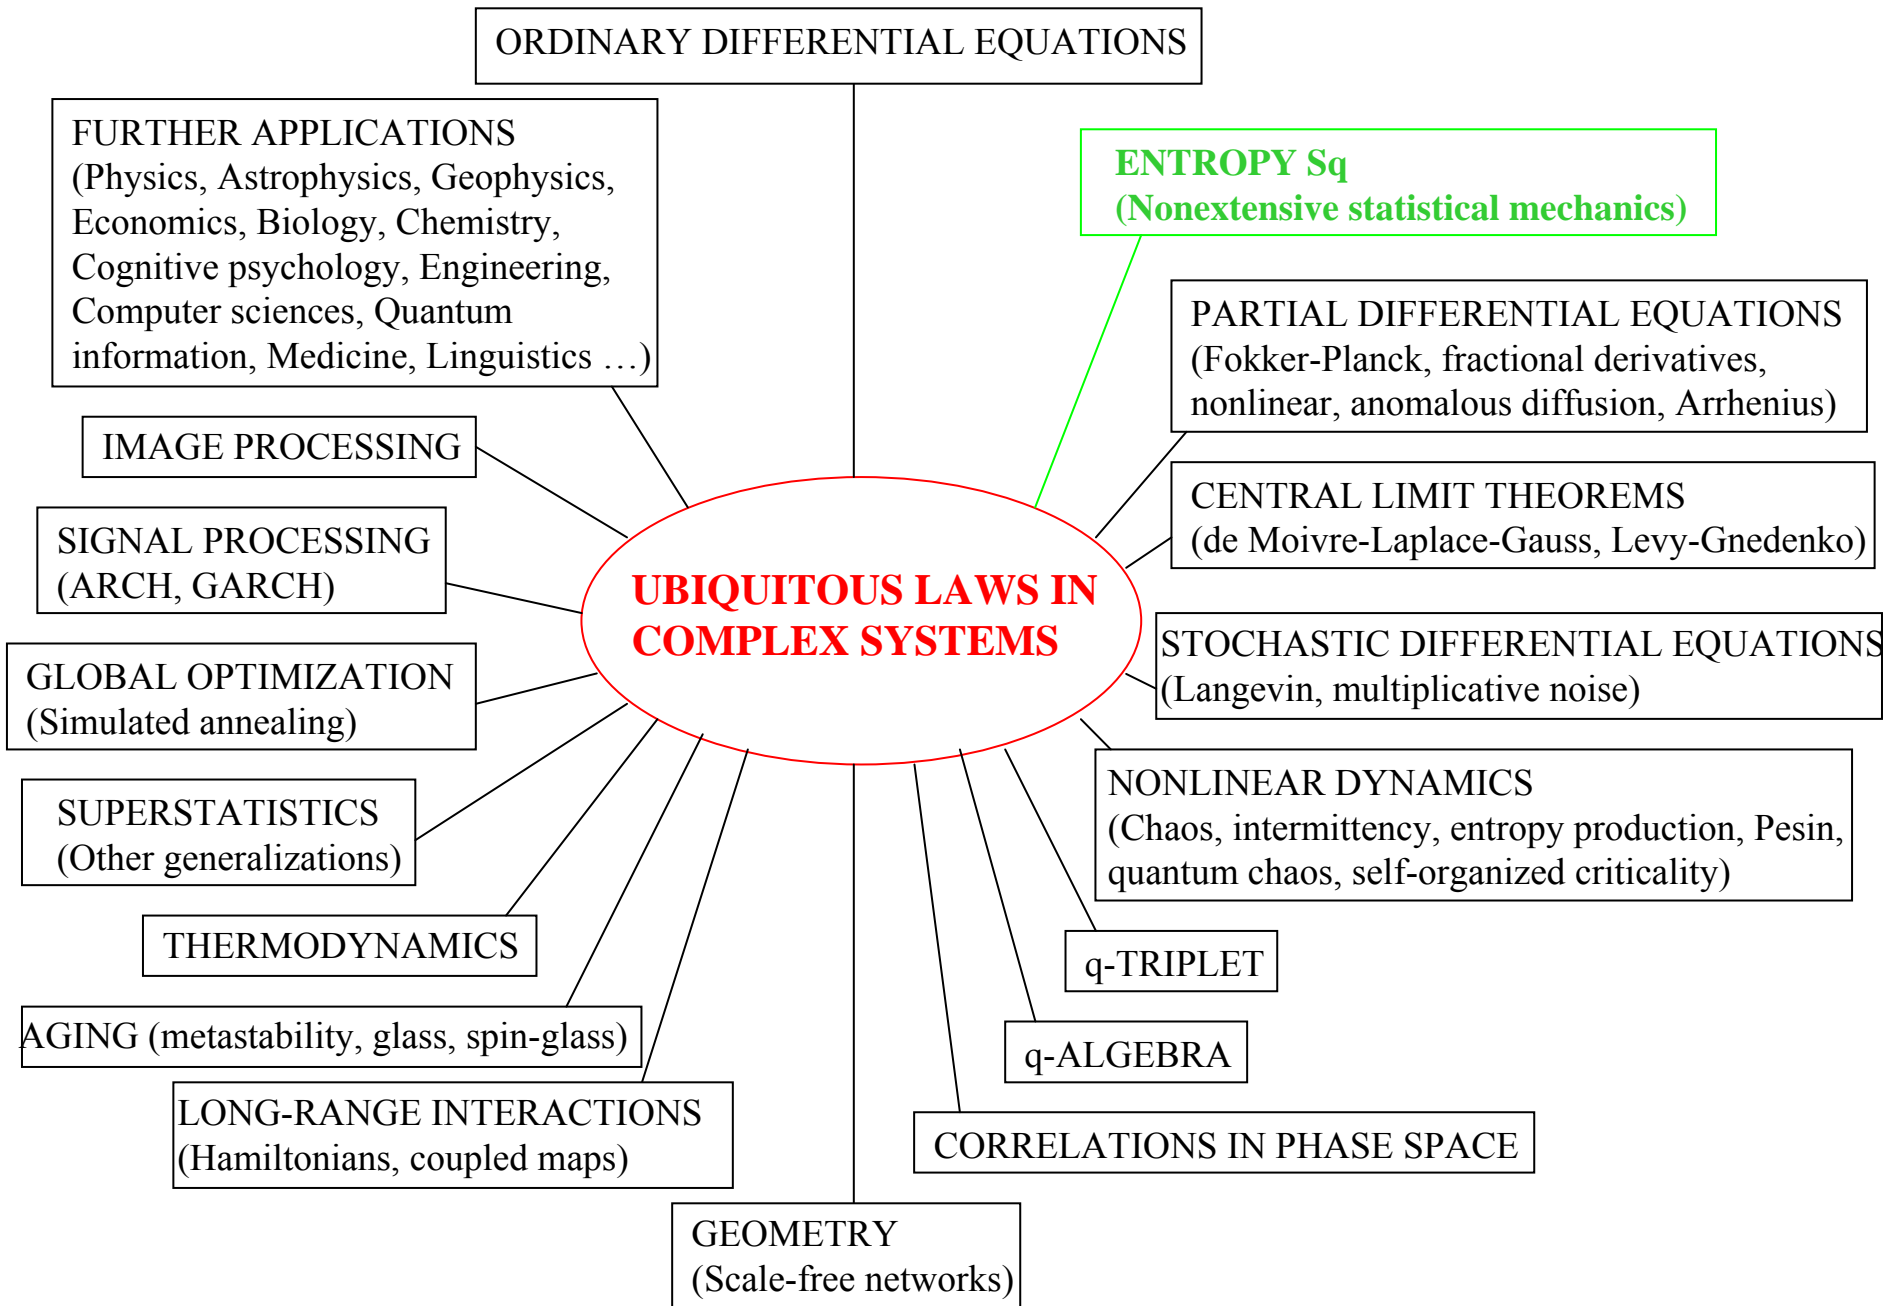 ORDINARY DIFFERENTIAL EQUATIONS
FURTHER APPLICATIONS
(Physics, Astrophysics, Geophysics,
Economics, Biology, Chemistry,
Cognitive psychology, Engineering,
Computer sciences, Quantum
information, Medicine, Linguistics …)
ENTROPY Sq
(Nonextensive statistical mechanics)
PARTIAL DIFFERENTIAL EQUATIONS
(Fokker-Planck, fractional derivatives,
nonlinear, anomalous diffusion, Arrhenius)
IMAGE PROCESSING
CENTRAL LIMIT THEOREMS
(de Moivre-Laplace-Gauss, Levy-Gnedenko)
SIGNAL PROCESSING
(ARCH, GARCH)
UBIQUITOUS LAWS IN
COMPLEX SYSTEMS
STOCHASTIC DIFFERENTIAL EQUATIONS
(Langevin, multiplicative noise)
GLOBAL OPTIMIZATION
(Simulated annealing)
NONLINEAR DYNAMICS
(Chaos, intermittency, entropy production, Pesin,
quantum chaos, self-organized criticality)
SUPERSTATISTICS
(Other generalizations)
THERMODYNAMICS
q-TRIPLET
AGING (metastability, glass, spin-glass)
q-ALGEBRA
LONG-RANGE INTERACTIONS
(Hamiltonians, coupled maps)
CORRELATIONS IN PHASE SPACE
GEOMETRY
(Scale-free networks)